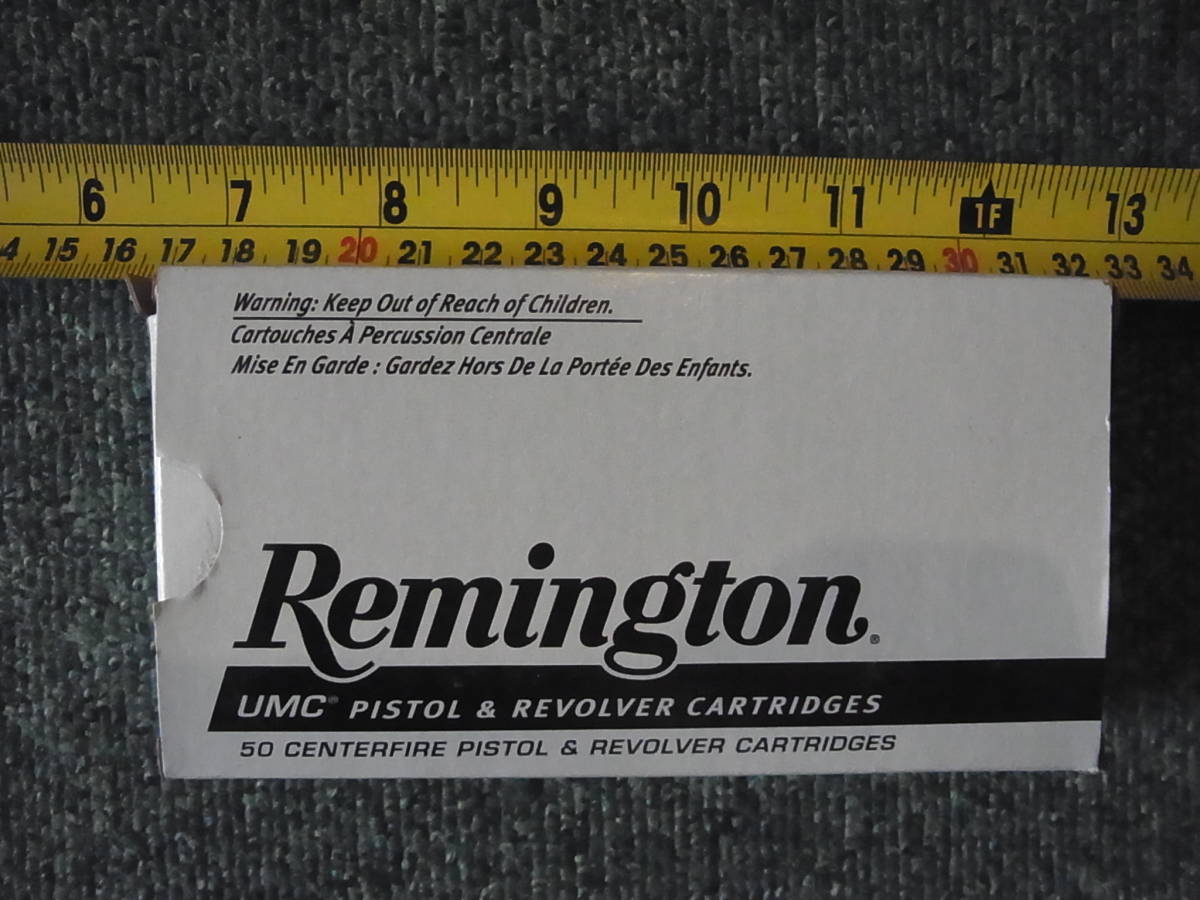 6 7 8 9 10 11 1F 13
4 15 16 17 18 19 20 21 22 23 24 25 26 27 28 29 30 31 32 33 34
Warning: Keep Out of Reach of Children.
Cartouches À Percussion Centrale
Mise En Garde : Gardez Hors De La Portée Des Enfants.
Remington®
UMC® PISTOL & REVOLVER CARTRIDGES
50 CENTERFIRE PISTOL & REVOLVER CARTRIDGES